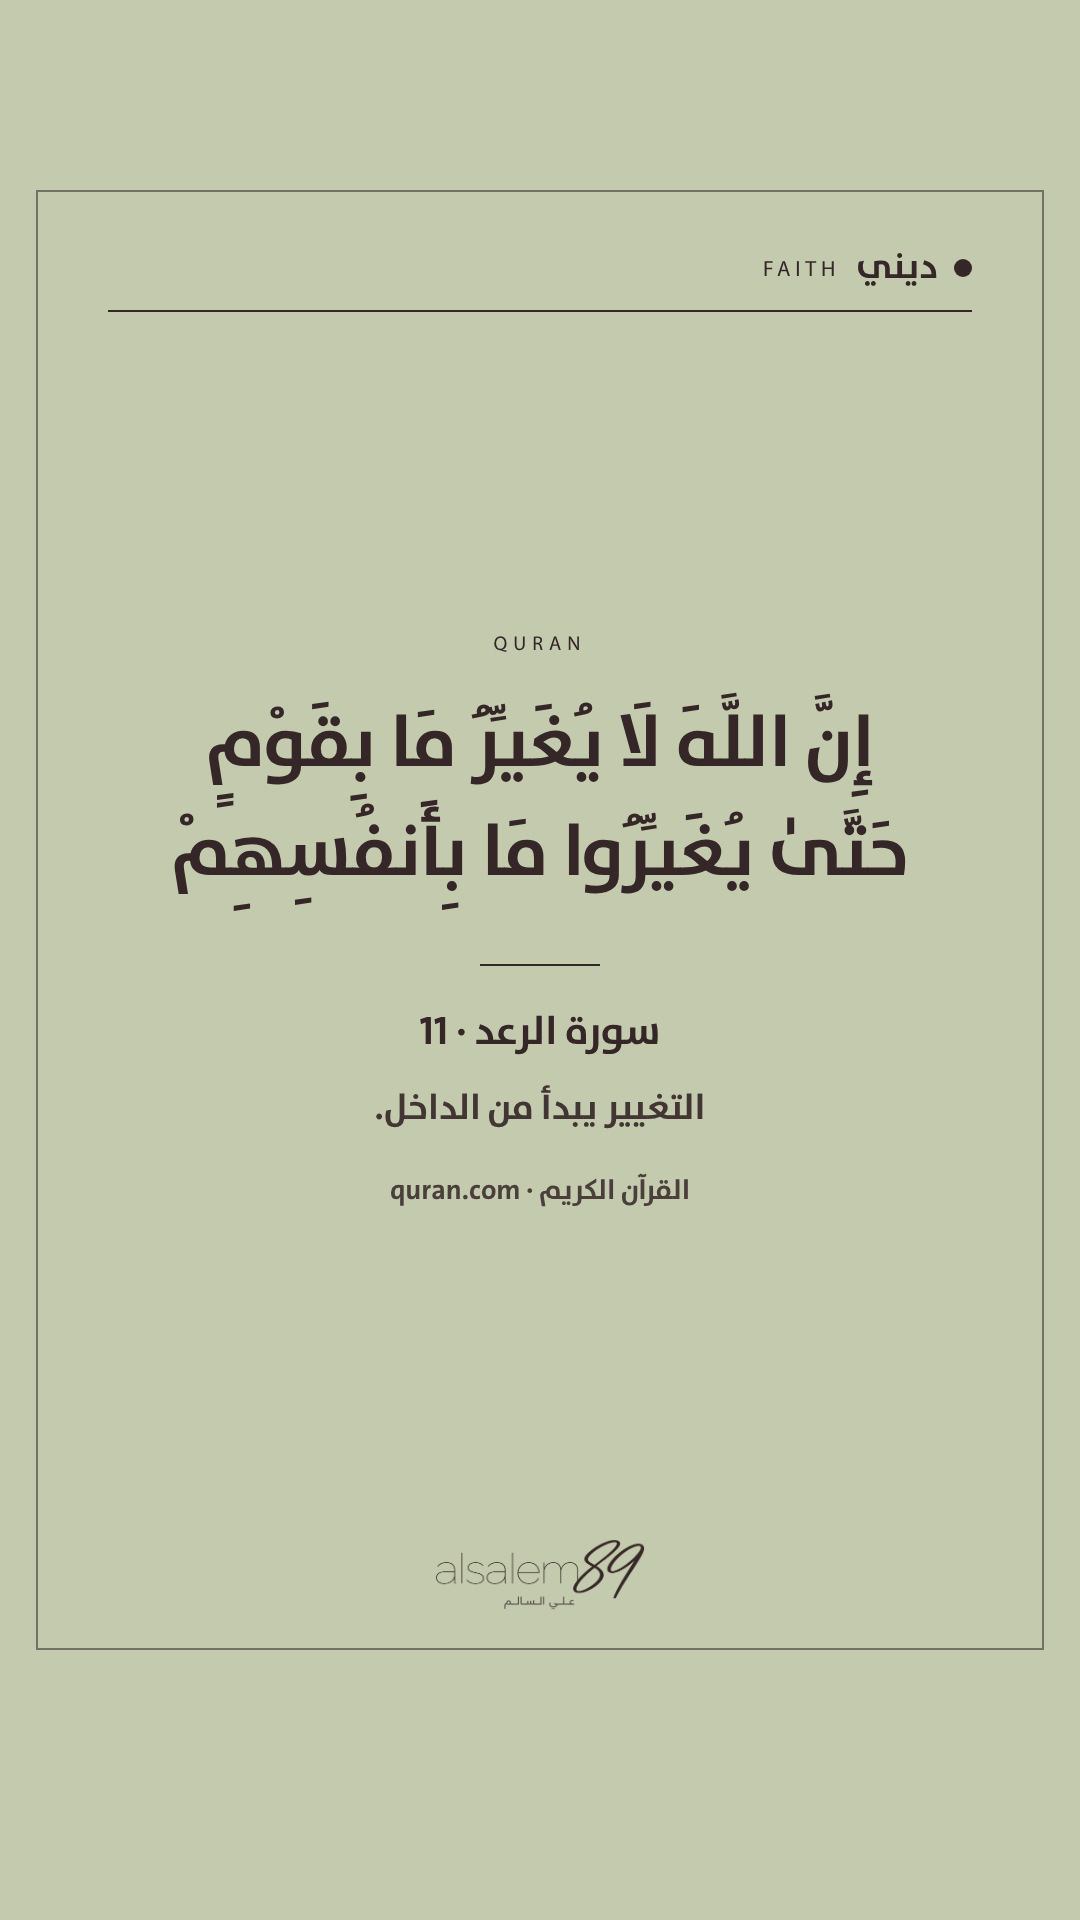 ديني FAITH
QURAN
إِنَّ اللَّهَ لَا يُغَيِّرُ مَا بِقَوْمٍ
حَتَّىٰ يُغَيِّرُوا مَا بِأَنفُسِهِمْ
سورة الرعد · 11
التغيير يبدأ من الداخل.
القرآن الكريم · quran.com
alsalem89
علي السالم